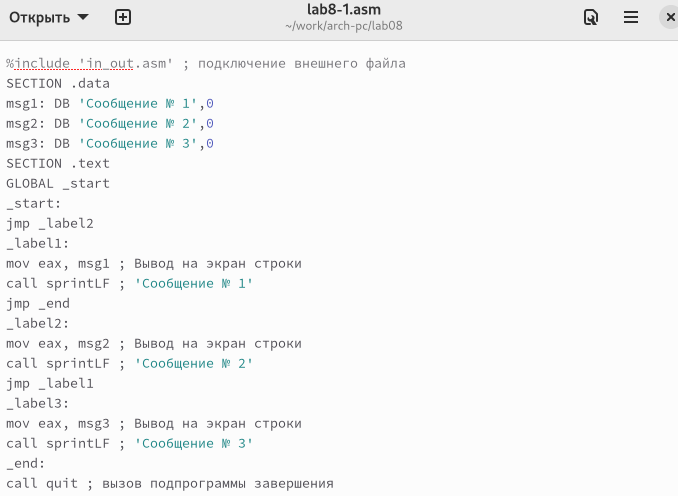 Открыть
lab8-1.asm
~/work/arch-pc/lab08
%include 'in_out.asm' ; подключение внешнего файла
SECTION .data
msg1: DB 'Сообщение № 1',0
msg2: DB 'Сообщение № 2',0
msg3: DB 'Сообщение № 3',0
SECTION .text
GLOBAL _start
_start:
jmp _label2
_label1:
mov eax, msg1 ; Вывод на экран строки
call sprintLF ; 'Сообщение № 1'
jmp _end
_label2:
mov eax, msg2 ; Вывод на экран строки
call sprintLF ; 'Сообщение № 2'
jmp _label1
_label3:
mov eax, msg3 ; Вывод на экран строки
call sprintLF ; 'Сообщение № 3'
_end:
call quit ; вызов подпрограммы завершения